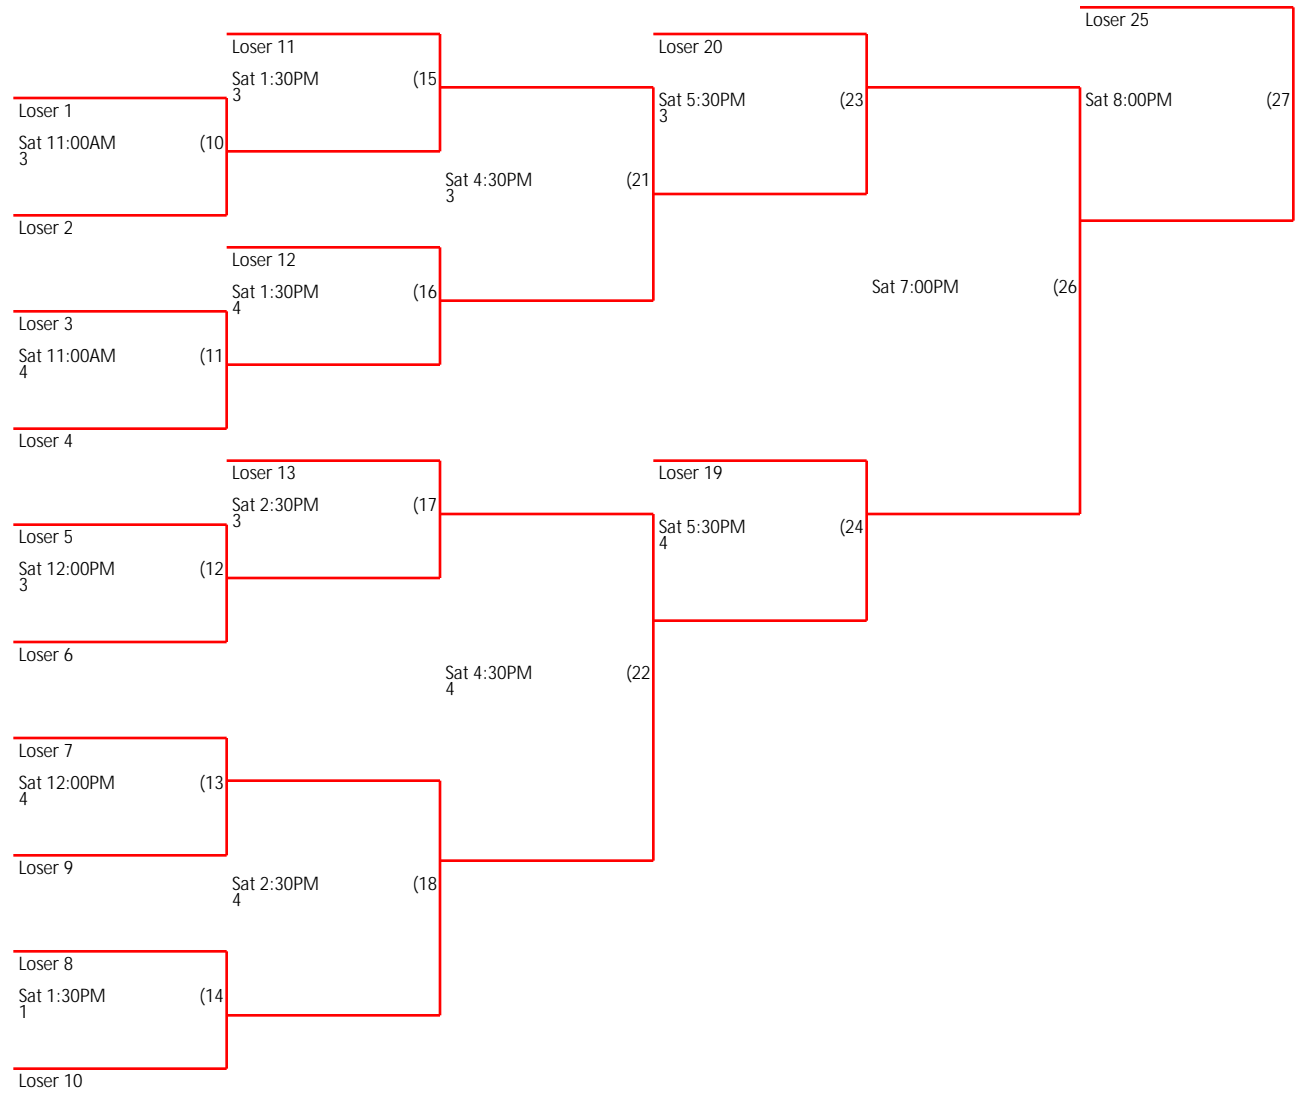 Loser 25
Loser 11
Loser 20
Sat 1:30PM (15
3
Sat 5:30PM (23
3
Sat 8:00PM (27
Loser 1
Sat 11:00AM (10
3
Sat 4:30PM (21
3
Loser 2
Loser 12
Sat 1:30PM (16
4
Sat 7:00PM (26
Loser 3
Sat 11:00AM (11
4
Loser 4
Loser 13
Loser 19
Sat 2:30PM (17
3
Sat 5:30PM (24
4
Loser 5
Sat 12:00PM (12
3
Loser 6
Sat 4:30PM (22
4
Loser 7
Sat 12:00PM (13
4
Loser 9
Sat 2:30PM (18
4
Loser 8
Sat 1:30PM (14
1
Loser 10